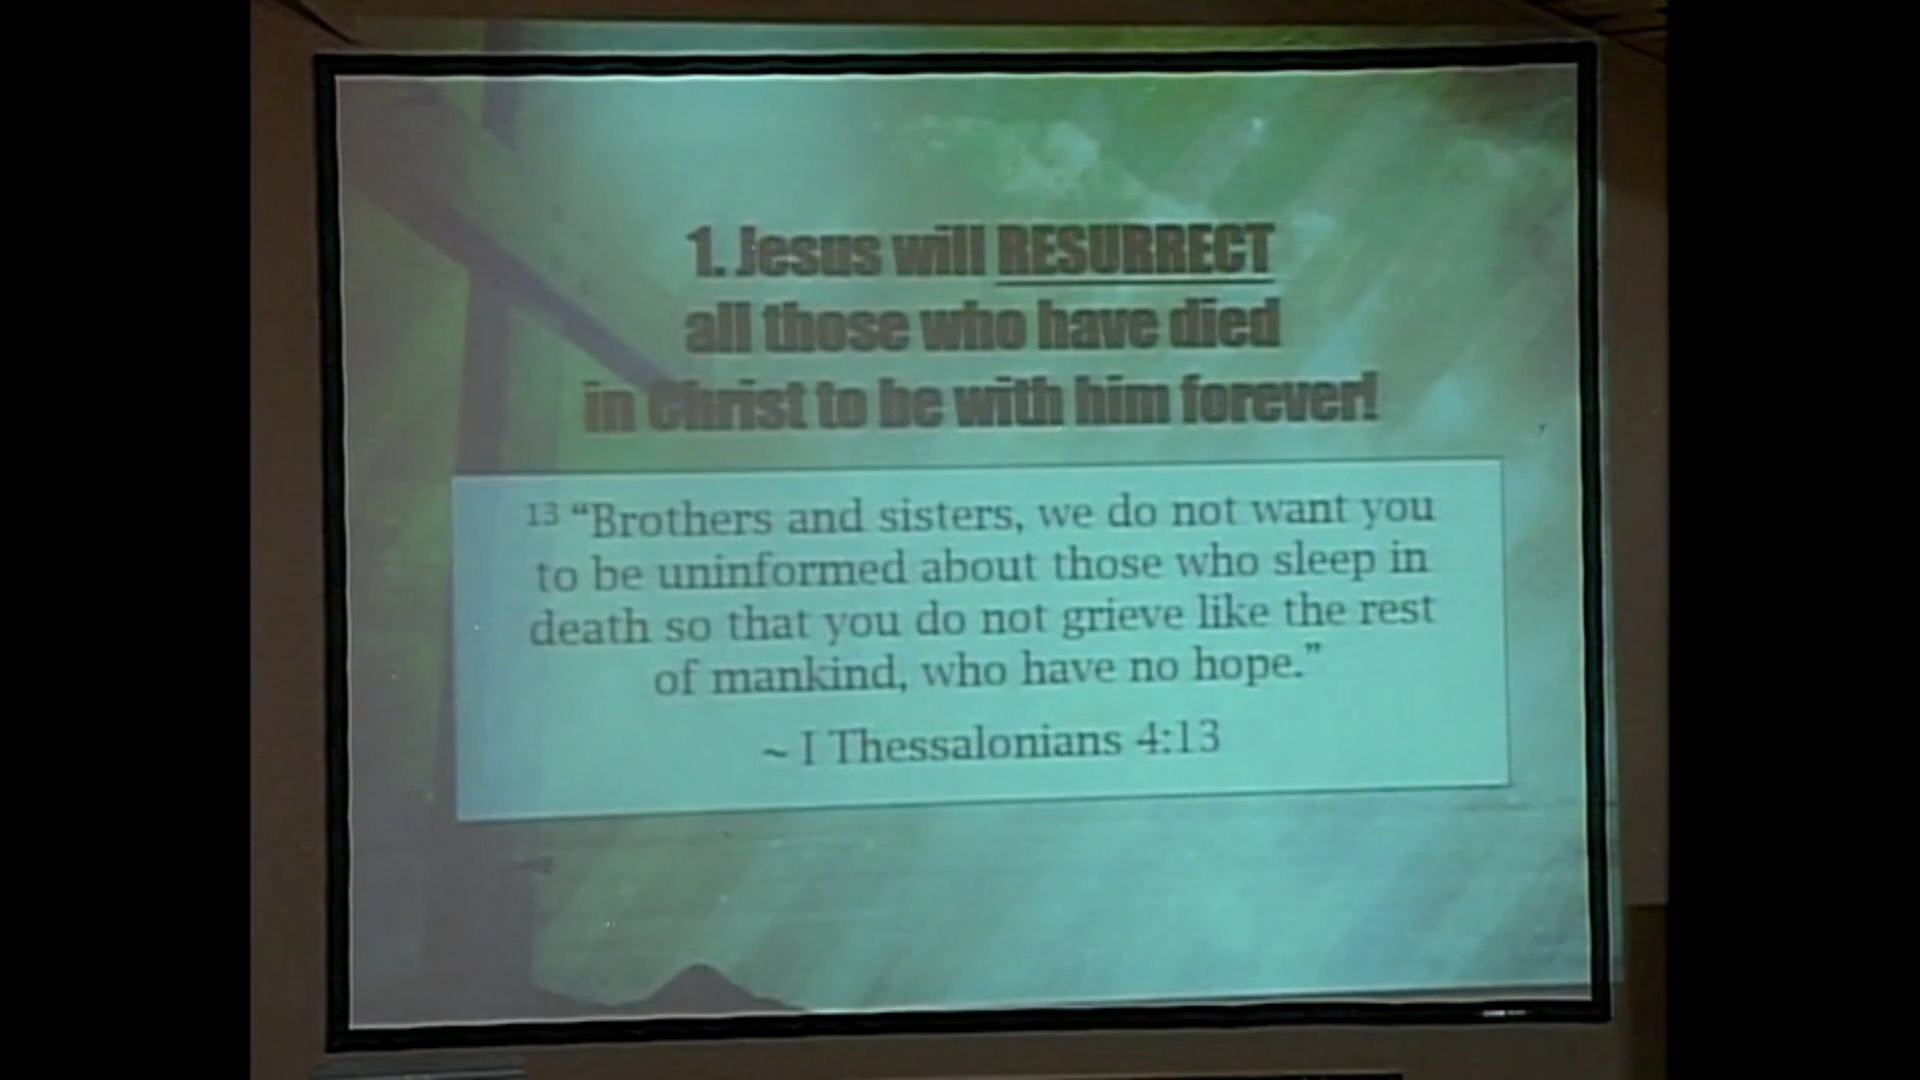 1. Jesus will RESURRECT
all those who have died
in Christ to be with him forever!
13 “Brothers and sisters, we do not want you
to be uninformed about those who sleep in
death so that you do not grieve like the rest
of mankind, who have no hope.”
~ I Thessalonians 4:13